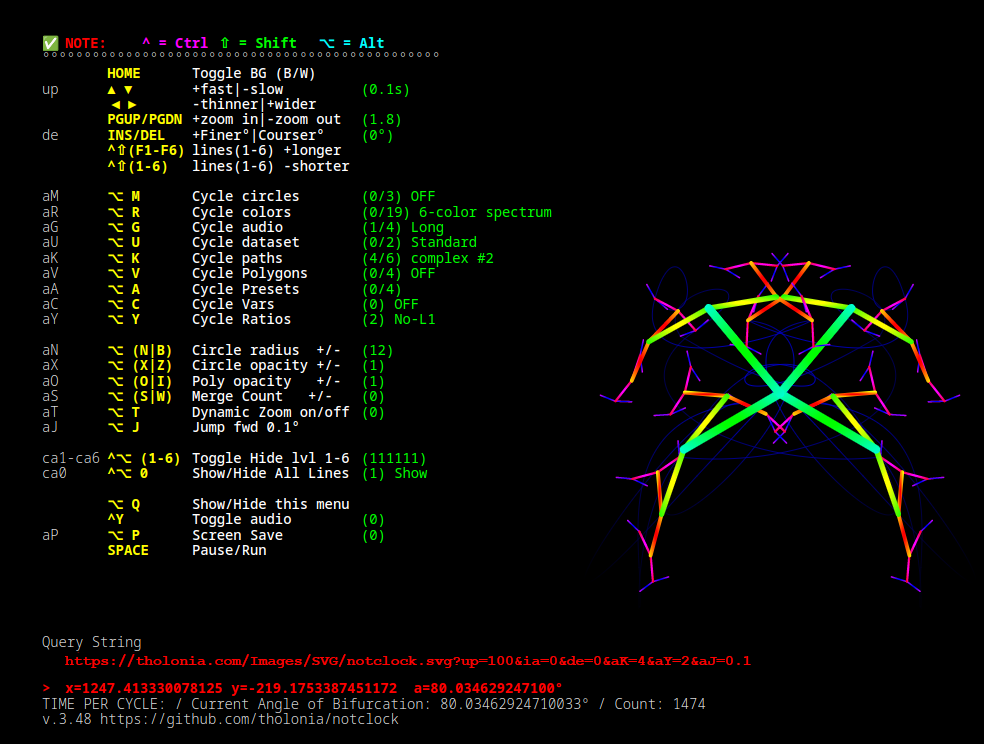 ✅ NOTE: ^ = Ctrl ⇧ = Shift ⌥ = Alt
°°°°°°°°°°°°°°°°°°°°°°°°°°°°°°°°°°°°°°°°°°°°°°°°
HOME Toggle BG (B/W)
up ▲ ▼ +fast|-slow (0.1s)
◀ ▶ -thinner|+wider
PGUP/PGDN +zoom in|-zoom out (1.8)
de INS/DEL +Finer°|Courser° (0°)
^⇧(F1-F6) lines(1-6) +longer
^⇧(1-6) lines(1-6) -shorter
aM ⌥ M Cycle circles (0/3) OFF
aR ⌥ R Cycle colors (0/19) 6-color spectrum
aG ⌥ G Cycle audio (1/4) Long
aU ⌥ U Cycle dataset (0/2) Standard
aK ⌥ K Cycle paths (4/6) complex #2
aV ⌥ V Cycle Polygons (0/4) OFF
aA ⌥ A Cycle Presets (0/4)
aC ⌥ C Cycle Vars (0) OFF
aY ⌥ Y Cycle Ratios (2) No-L1
aN ⌥ (N|B) Circle radius +/- (12)
aX ⌥ (X|Z) Circle opacity +/- (1)
aO ⌥ (O|I) Poly opacity +/- (1)
aS ⌥ (S|W) Merge Count +/- (0)
aT ⌥ T Dynamic Zoom on/off (0)
aJ ⌥ J Jump fwd 0.1°
ca1-ca6 ^⌥ (1-6) Toggle Hide lvl 1-6 (111111)
ca0 ^⌥ 0 Show/Hide All Lines (1) Show
⌥ Q Show/Hide this menu
^Y Toggle audio (0)
aP ⌥ P Screen Save (0)
SPACE Pause/Run
Query String
https://tholonia.com/Images/SVG/notclock.svg?up=100&ia=0&de=0&aK=4&aY=2&aJ=0.1
> x=1247.413330078125 y=-219.1753387451172 a=80.034629247100°
TIME PER CYCLE: / Current Angle of Bifurcation: 80.03462924710033° / Count: 1474
v.3.48 https://github.com/tholonia/notclock